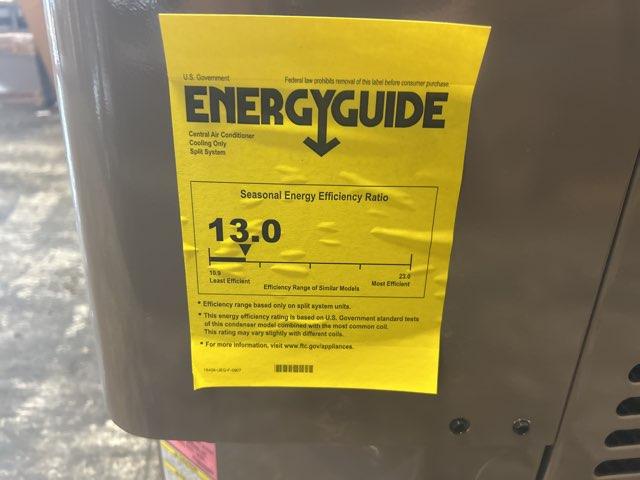 U.S. Government
Federal law prohibits removal of this label before consumer purchase.
ENERGYGUIDE
Central Air Conditioner
Cooling Only
Split System
Seasonal Energy Efficiency Ratio
13.0
10.9 23.0
Least Efficient Most Efficient
Efficiency Range of Similar Models
• Efficiency range based only on split system units.
• This energy efficiency rating is based on U.S. Government standard tests
of this condenser model combined with the most common coil.
This rating may vary slightly with different coils.
• For more information, visit www.ftc.gov/appliances.